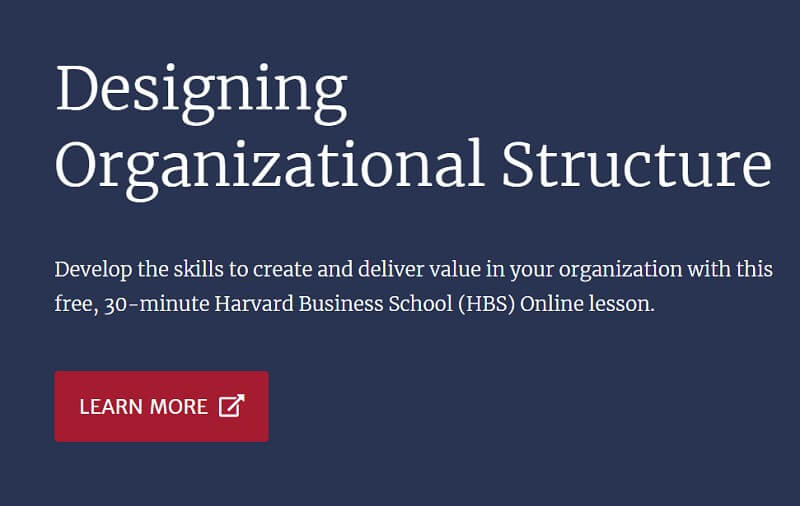 Designing
Organizational Structure
Develop the skills to create and deliver value in your organization with this
free, 30-minute Harvard Business School (HBS) Online lesson.
LEARN MORE